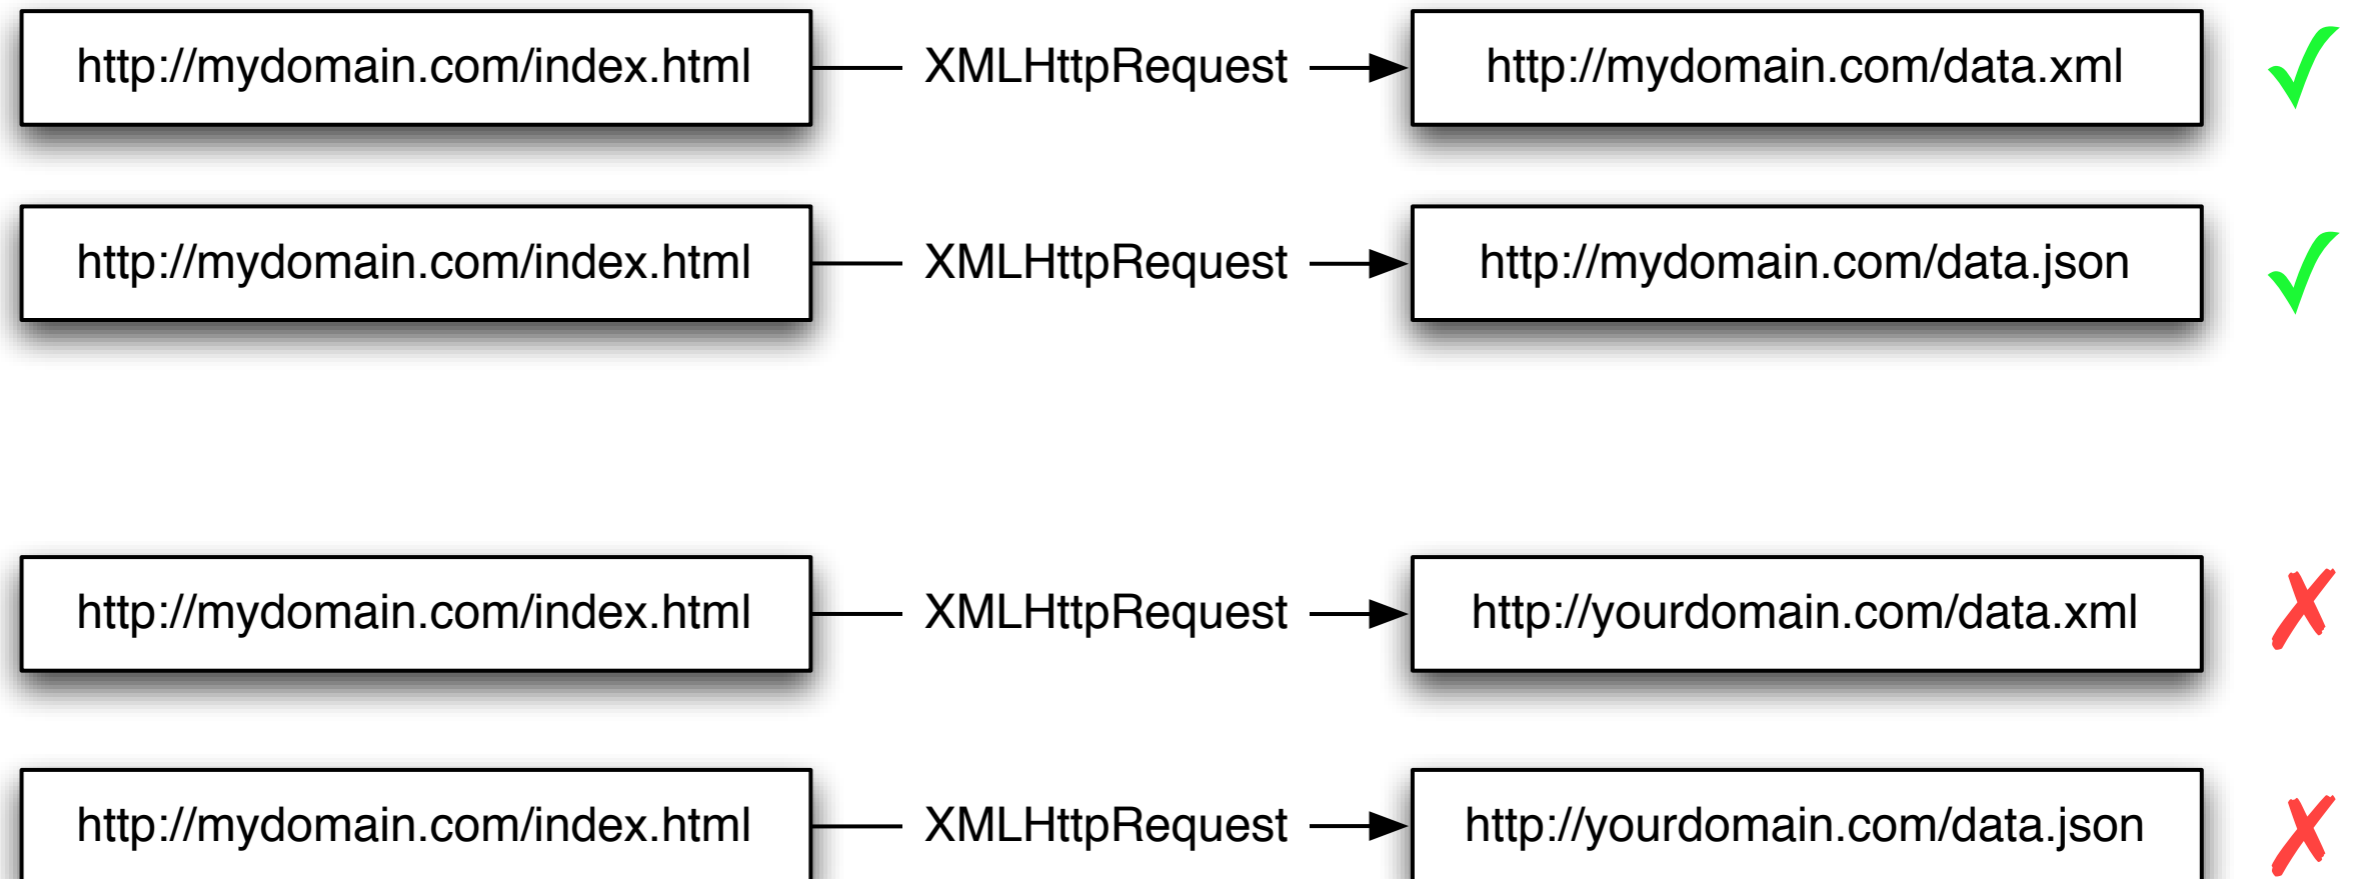 http://mydomain.com/index.html XMLHttpRequest http://mydomain.com/data.xml
http://mydomain.com/index.html XMLHttpRequest http://mydomain.com/data.json
http://mydomain.com/index.html XMLHttpRequest http://yourdomain.com/data.xml
http://mydomain.com/index.html XMLHttpRequest http://yourdomain.com/data.json